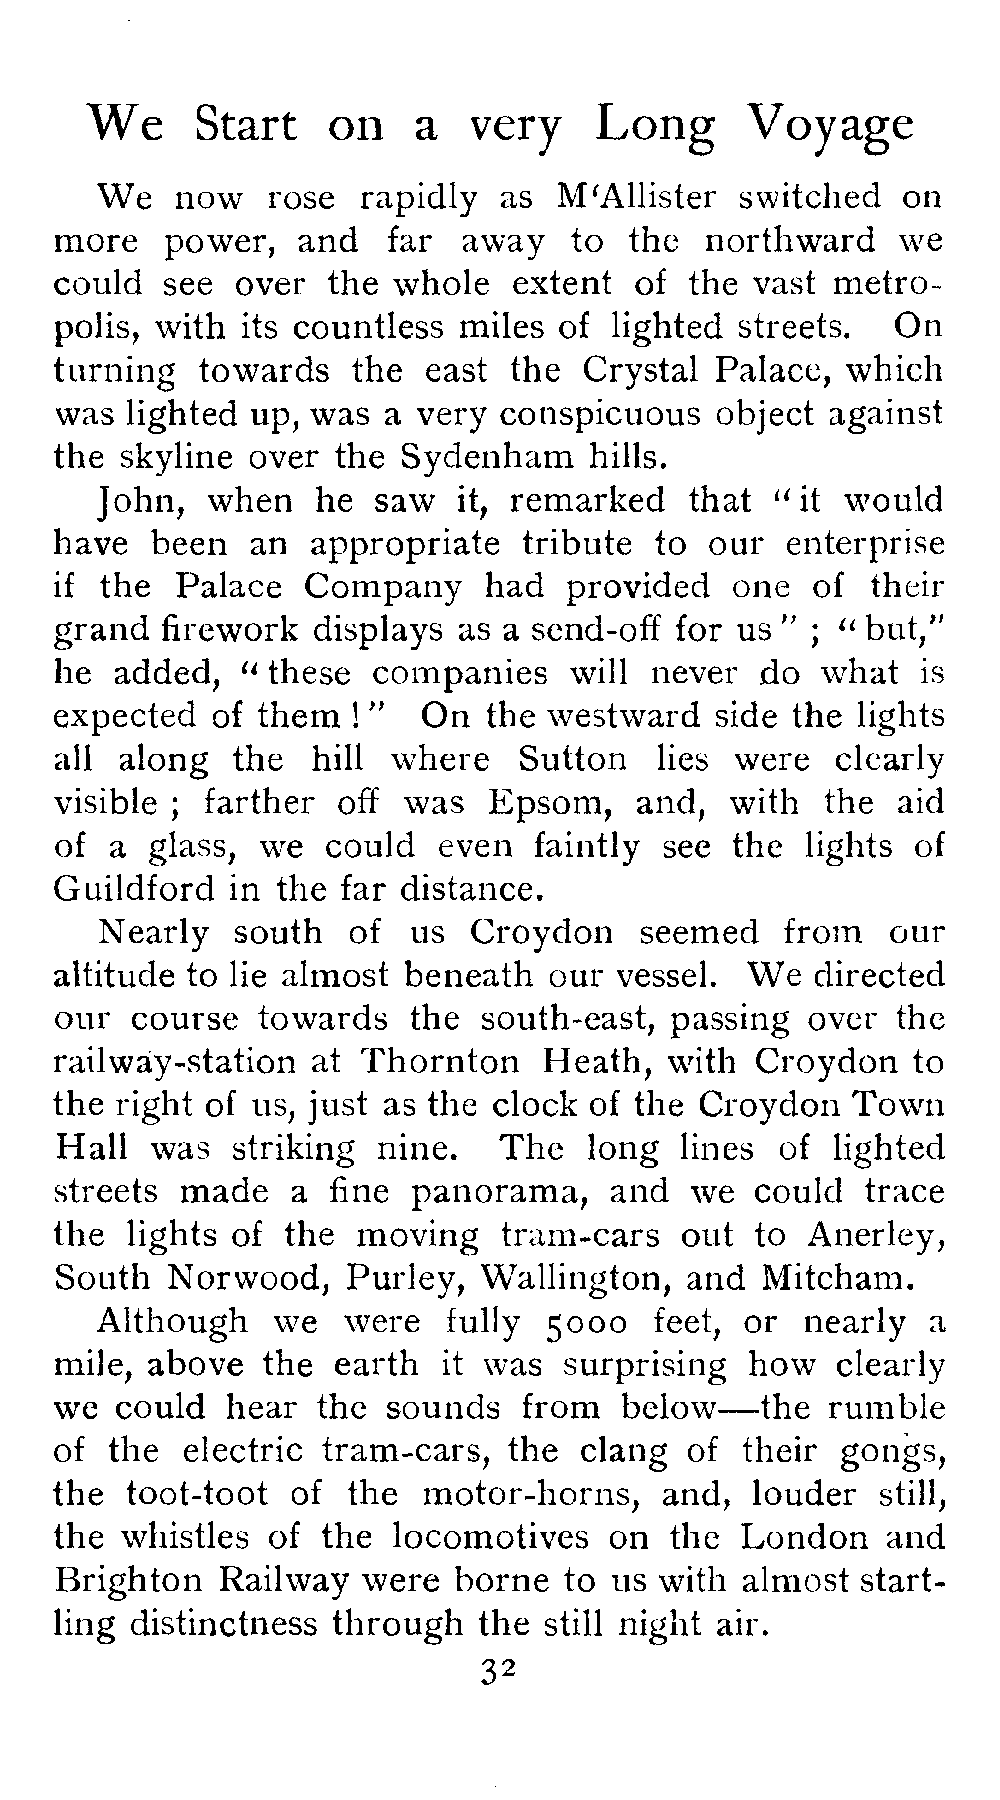 We Start on a very Long Voyage
We now rose rapidly as M‘Allister switched on
more power, and far away to the northward we
could see over the whole extent of the vast metro-
polis, with its countless miles of lighted streets. On
turning towards the east the Crystal Palace, which
was lighted up, was a very conspicuous object against
the skyline over the Sydenham hills.
John, when he saw it, remarked that “it would
have been an appropriate tribute to our enterprise
if the Palace Company had provided one of their
grand firework displays as a send-off for us” ; “but,”
he added, “these companies will never do what is
expected of them!” On the westward side the lights
all along the hill where Sutton lies were clearly
visible ; farther off was Epsom, and, with the aid
of a glass, we could even faintly see the lights of
Guildford in the far distance.
Nearly south of us Croydon seemed from our
altitude to lie almost beneath our vessel. We directed
our course towards the south-east, passing over the
railway-station at Thornton Heath, with Croydon to
the right of us, just as the clock of the Croydon Town
Hall was striking nine. The long lines of lighted
streets made a fine panorama, and we could trace
the lights of the moving tram-cars out to Anerley,
South Norwood, Purley, Wallington, and Mitcham.
Although we were fully 5000 feet, or nearly a
mile, above the earth it was surprising how clearly
we could hear the sounds from below—the rumble
of the electric tram-cars, the clang of their gongs,
the toot-toot of the motor-horns, and, louder still,
the whistles of the locomotives on the London and
Brighton Railway were borne to us with almost start-
ling distinctness through the still night air.
32